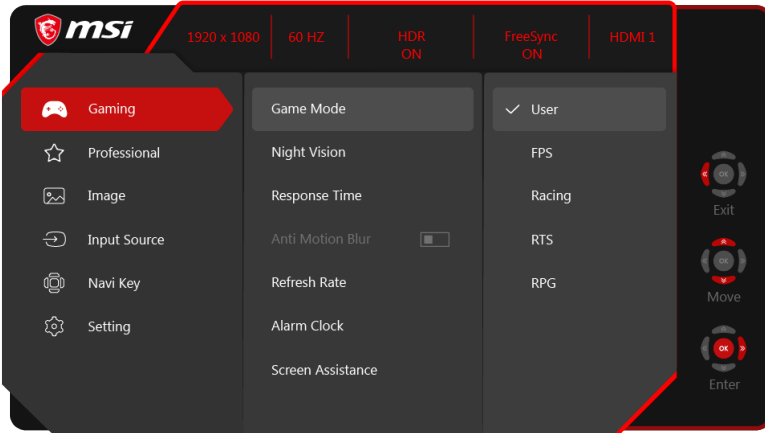 msi
1920 x 1080 60 HZ HDR ON FreeSync ON HDMI 1
Gaming
Professional
Image
Input Source
Navi Key
Setting
Game Mode
Night Vision
Response Time
Anti Motion Blur
Refresh Rate
Alarm Clock
Screen Assistance
User
FPS
Racing
RTS
RPG
OK
Exit
OK
Move
OK
Enter